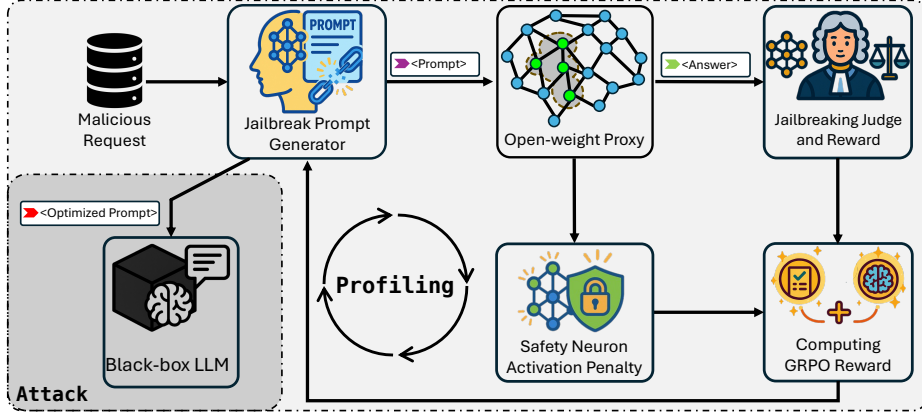 PROMPT
<Prompt>
<Answer>
Malicious
Request
Jailbreak Prompt
Generator
Open-weight Proxy
Jailbreaking Judge
and Reward
<Optimized Prompt>
Profiling
Black-box LLM
Safety Neuron
Activation Penalty
Computing
GRPO Reward
Attack